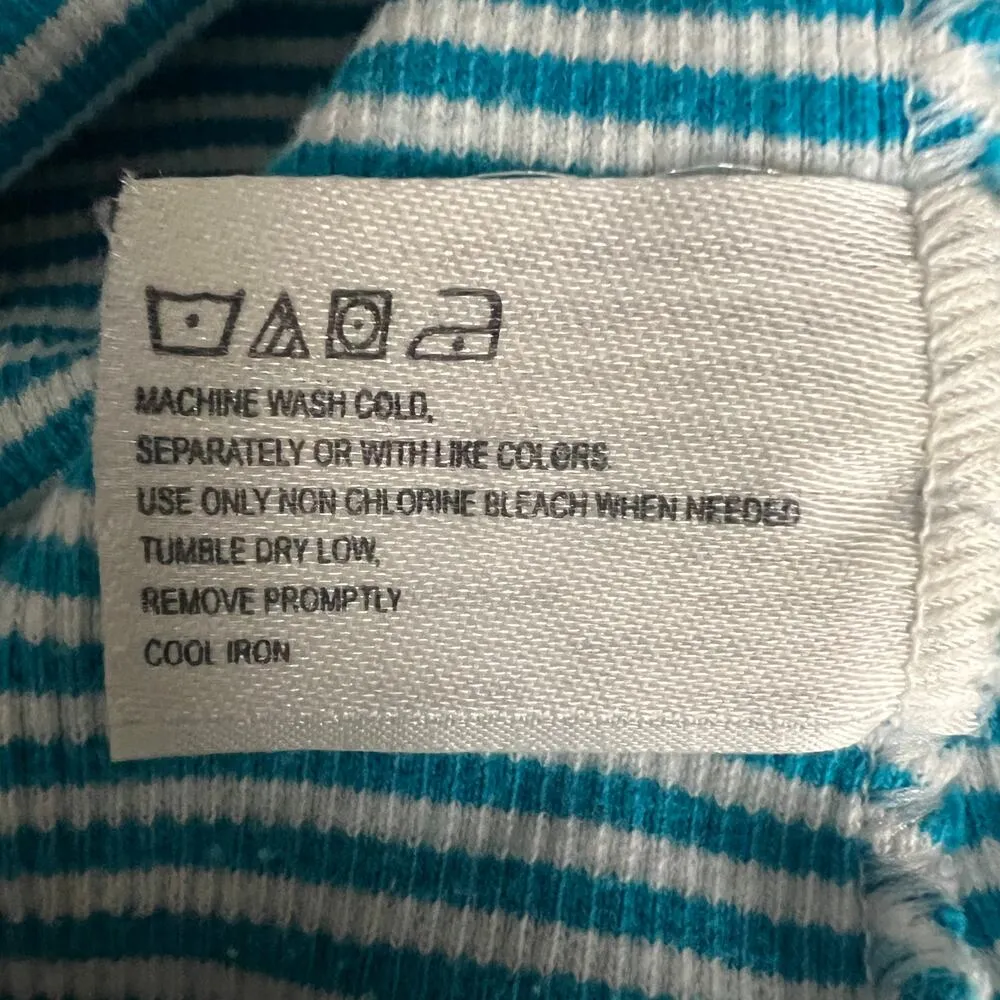 MACHINE WASH COLD,
SEPARATELY OR WITH LIKE COLORS
USE ONLY NON CHLORINE BLEACH WHEN NEEDED
TUMBLE DRY LOW,
REMOVE PROMPTLY
COOL IRON